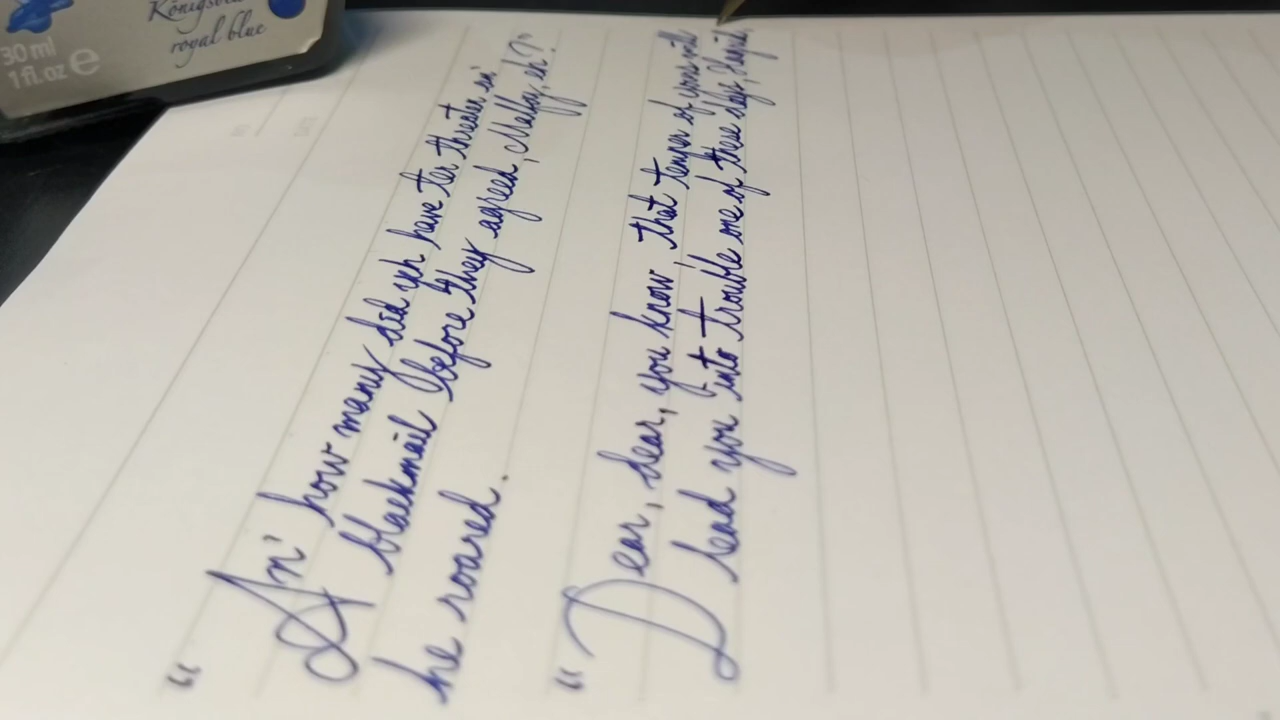 Königsbl
royal blue
30 ml
1 fl.oz e
"An' how many did yeh have ter threaten an'
blackmail before they agreed, Malfoy, eh?"
he roared.
"Dear, dear, you know, that temper of yours will
lead you into trouble one of these days, Hagrid,